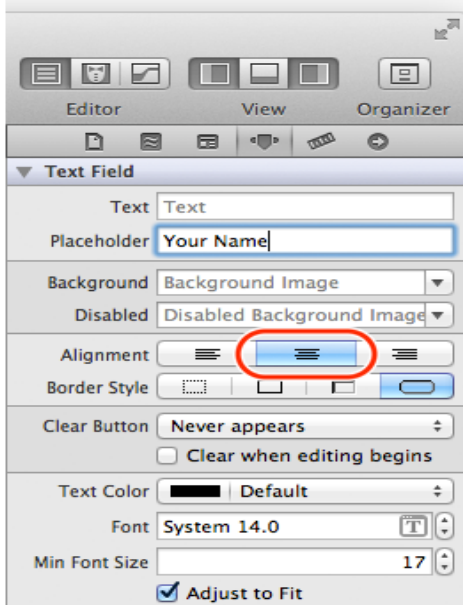 Editor View Organizer
Text Field
Text Text
Placeholder Your Name
Background Background Image
Disabled Disabled Background Image
Alignment
Border Style
Clear Button Never appears
Clear when editing begins
Text Color Default
Font System 14.0 T
Min Font Size 17
Adjust to Fit